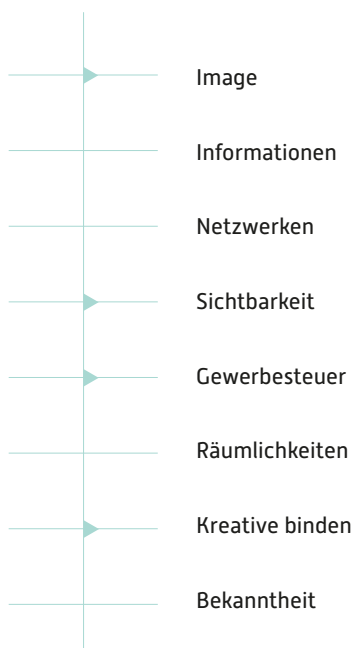 Image
Informationen
Netzwerken
Sichtbarkeit
Gewerbesteuer
Räumlichkeiten
Kreative binden
Bekanntheit